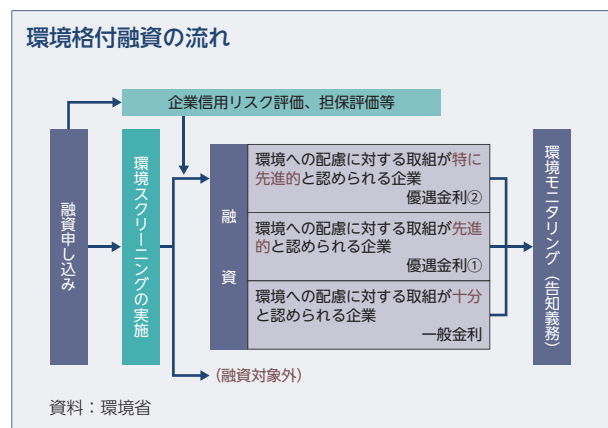 環境格付融資の流れ
企業信用リスク評価、担保評価等
融資申し込み
環境スクリーニングの実施
融資
環境への配慮に対する取組が特に
先進的と認められる企業
優遇金利②
環境への配慮に対する取組が先進
的と認められる企業
優遇金利①
環境への配慮に対する取組が十分
と認められる企業
一般金利
(融資対象外)
環境モニタリング(告知義務)
資料：環境省